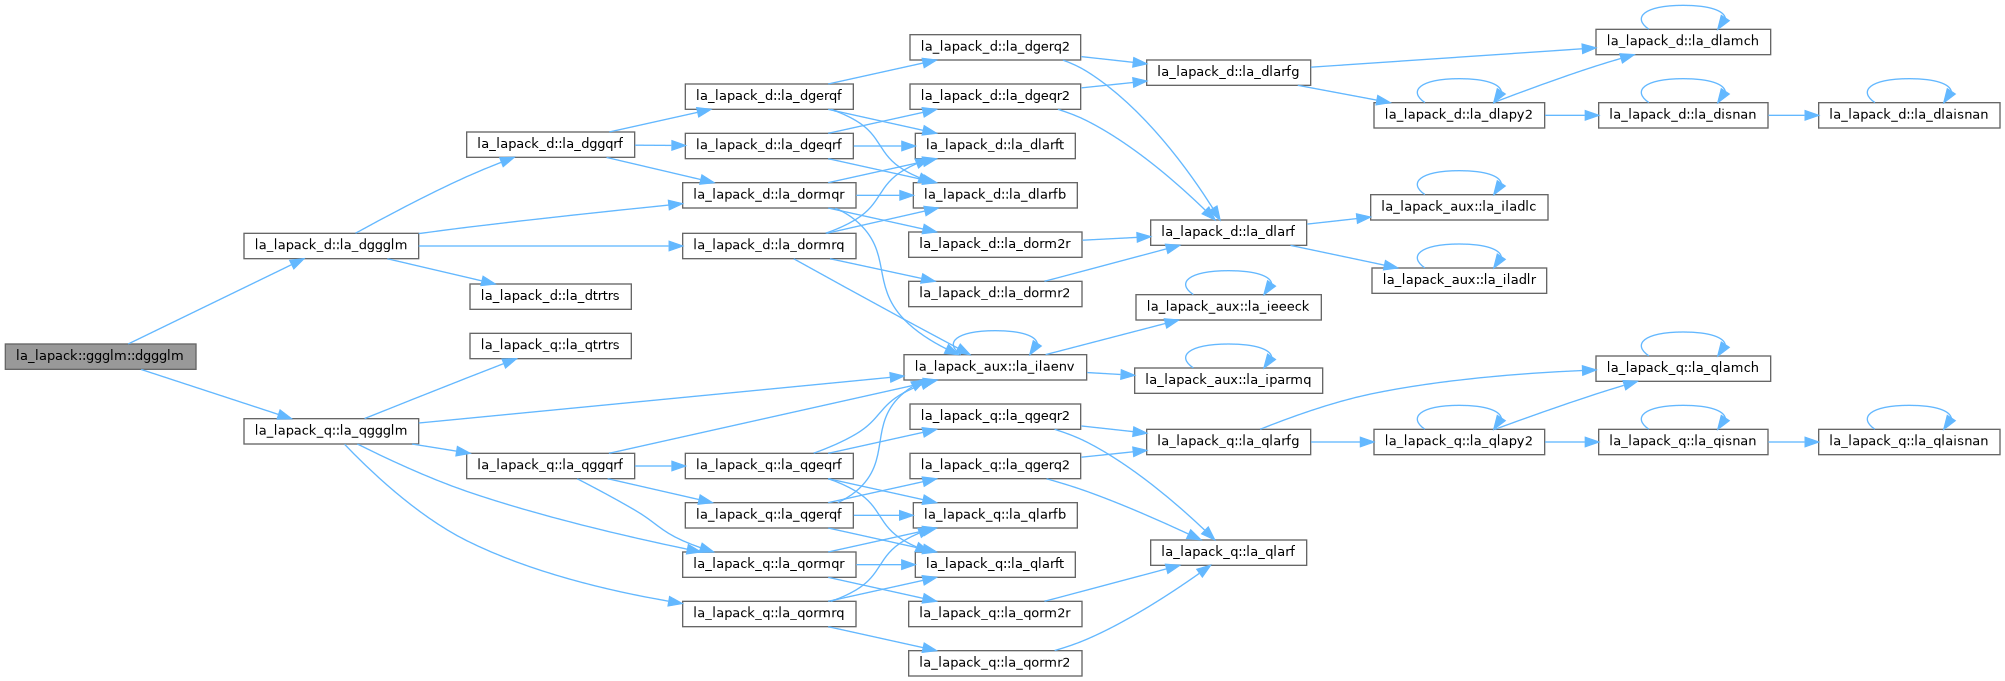 la_lapack::ggglm::dggglm
la_lapack_d::la_dggglm
la_lapack_q::la_qggglm
la_lapack_d::la_dggqrf
la_lapack_d::la_dtrtrs
la_lapack_q::la_qtrtrs
la_lapack_q::la_qggqrf
la_lapack_d::la_dgerqf
la_lapack_d::la_dgeqrf
la_lapack_d::la_dormqr
la_lapack_d::la_dormrq
la_lapack_q::la_qgeqrf
la_lapack_q::la_qgerqf
la_lapack_q::la_qormqr
la_lapack_q::la_qormrq
la_lapack_d::la_dgerq2
la_lapack_d::la_dgeqr2
la_lapack_d::la_dlarft
la_lapack_d::la_dlarfb
la_lapack_d::la_dorm2r
la_lapack_d::la_dormr2
la_lapack_aux::la_ilaenv
la_lapack_q::la_qgeqr2
la_lapack_q::la_qgerq2
la_lapack_q::la_qlarfb
la_lapack_q::la_qlarft
la_lapack_q::la_qorm2r
la_lapack_q::la_qormr2
la_lapack_d::la_dlarfg
la_lapack_d::la_dlarf
la_lapack_aux::la_ieeeck
la_lapack_aux::la_iparmq
la_lapack_q::la_qlarfg
la_lapack_q::la_qlarf
la_lapack_d::la_dlapy2
la_lapack_aux::la_iladlc
la_lapack_aux::la_iladlr
la_lapack_q::la_qlapy2
la_lapack_d::la_dlamch
la_lapack_d::la_disnan
la_lapack_q::la_qlamch
la_lapack_q::la_qisnan
la_lapack_d::la_dlaisnan
la_lapack_q::la_qlaisnan